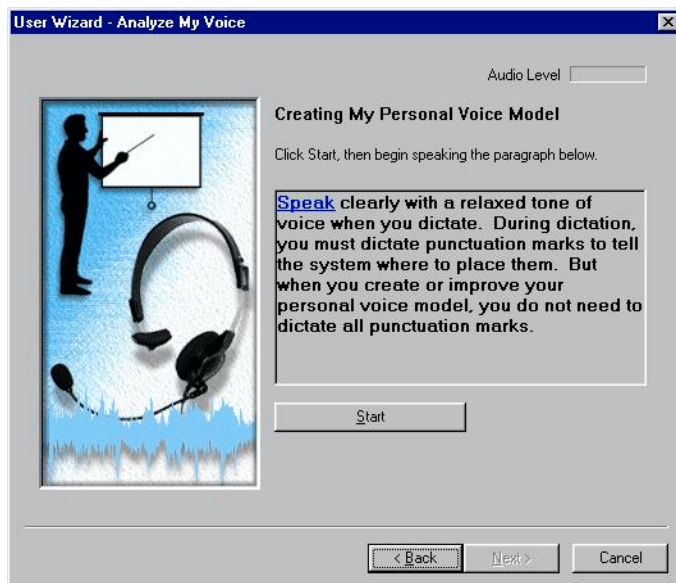 User Wizard - Analyze My Voice
Audio Level
Creating My Personal Voice Model
Click Start, then begin speaking the paragraph below.
Speak clearly with a relaxed tone of
voice when you dictate.  During dictation,
you must dictate punctuation marks to tell
the system where to place them.  But
when you create or improve your
personal voice model, you do not need to
dictate all punctuation marks.
Start
< Back Next > Cancel